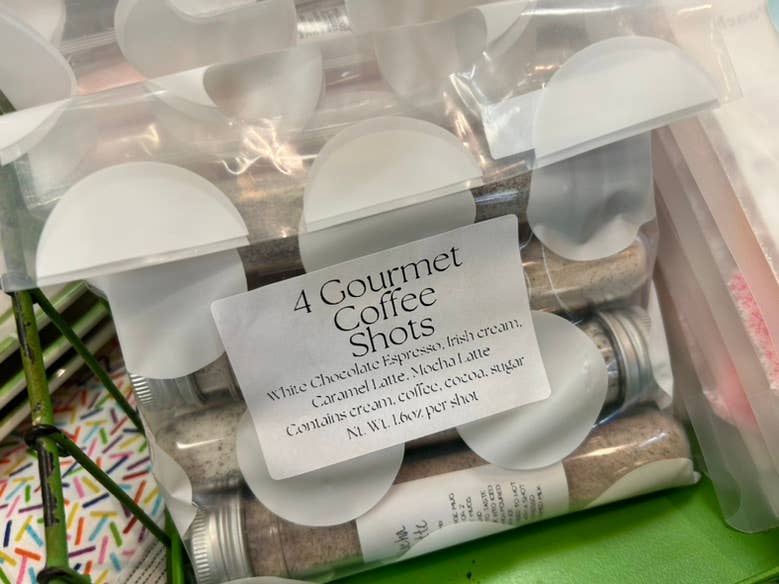 4 Gourmet
Coffee
Shots
White Chocolate Espresso, Irish cream,
Caramel Latte, Mocha Latte
Contains cream, coffee, cocoa, sugar
Nt. Wt. 1.6oz per shot